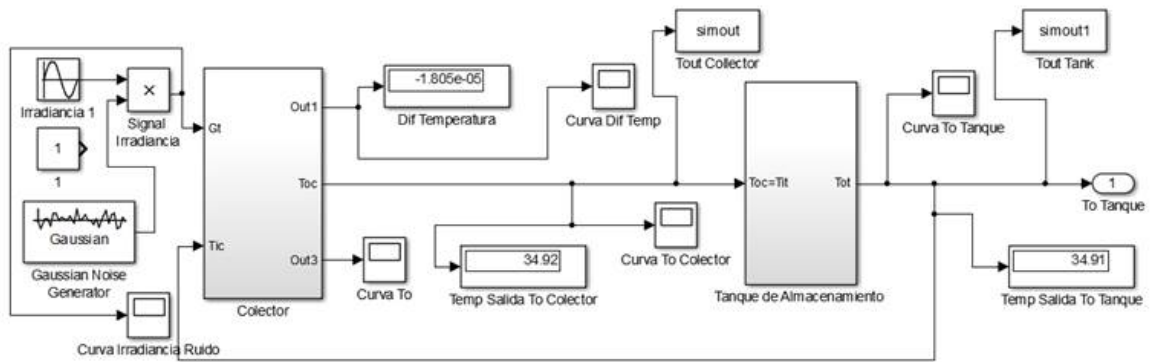 simout
Tout Collector
simout1
Tout Tank
-1.805e-05
Dif Temperatura
Curva Dif Temp
Curva To Tanque
Irradiancia 1
×
Signal
Irradiancia
1
1
Gaussian
Gaussian Noise
Generator
Curva Irradiancia Ruido
Gt
Tic
Out1
Toc
Out3
Colector
Curva To
34.92
Temp Salida To Colector
Curva To Colector
Toc=Tit
Tot
Tanque de Almacenamiento
1
To Tanque
34.91
Temp Salida To Tanque